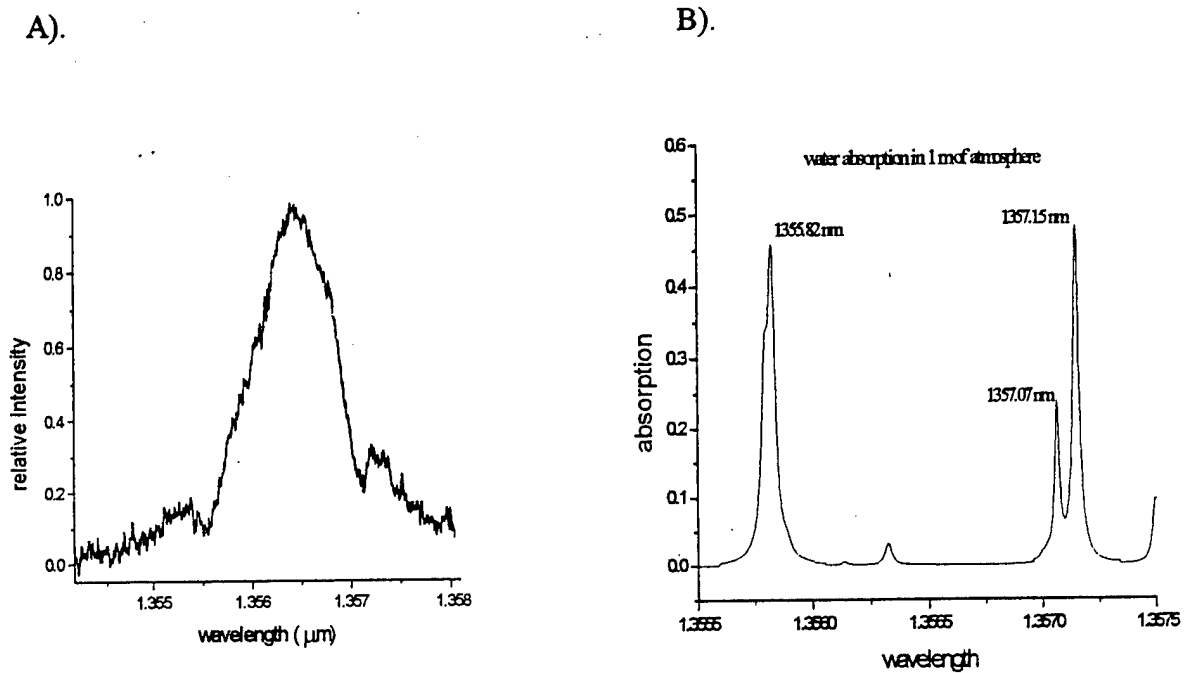 A).
1.0
0.8
0.6
0.4
0.2
0.0
relative Intensity
1.355
1.356
1.357
1.358
wavelength ( µm)
B).
water absorption in 1 m of atmosphere
0.6
0.5
0.4
0.3
0.2
0.1
0.0
absorption
1355.82 nm
1357.15 nm
1357.07 nm
1.3555
1.3560
1.3565
1.3570
1.3575
wavelength